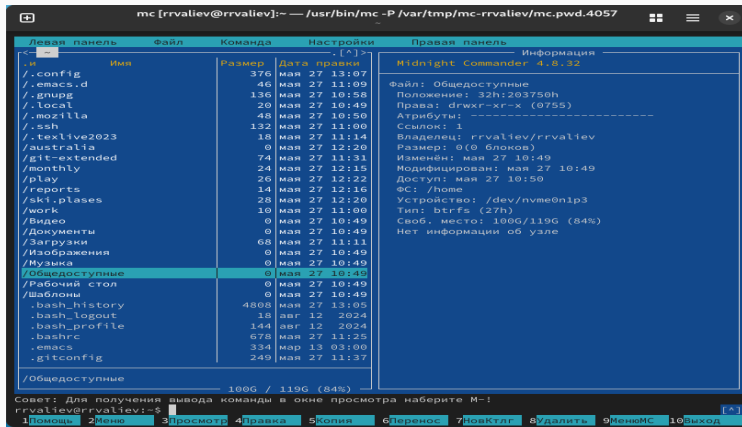 mc [rrvaliev@rrvaliev]:~ — /usr/bin/mc -P /var/tmp/mc-rrvaliev/mc.pwd.4057
~
Левая панель Файл Команда Настройки Правая панель
<─ ~ .[^]>
.и Имя Размер Дата правки
/.config 376 мая 27 13:07
/.emacs.d 46 мая 27 11:09
/.gnupg 136 мая 27 10:58
/.local 20 мая 27 10:49
/.mozilla 48 мая 27 10:50
/.ssh 132 мая 27 11:00
/.texlive2023 18 мая 27 11:14
/australia 0 мая 27 12:20
/git-extended 74 мая 27 11:31
/monthly 24 мая 27 12:15
/play 26 мая 27 12:22
/reports 14 мая 27 12:16
/ski.plases 28 мая 27 12:20
/work 10 мая 27 11:00
/Видео 0 мая 27 10:49
/Документы 0 мая 27 10:49
/Загрузки 68 мая 27 11:11
/Изображения 0 мая 27 10:49
/Музыка 0 мая 27 10:49
/Общедоступные 0 мая 27 10:49
/Рабочий стол 0 мая 27 10:49
/Шаблоны 0 мая 27 10:49
.bash_history 4808 мая 27 13:05
.bash_logout 18 авг 12 2024
.bash_profile 144 авг 12 2024
.bashrc 678 мая 27 11:25
.emacs 334 мар 13 03:00
.gitconfig 249 мая 27 11:37
/Общедоступные
100G / 119G (84%)
Информация
Midnight Commander 4.8.32
Файл: Общедоступные
Положение: 32h:203750h
Права: drwxr-xr-x (0755)
Атрибуты: -------------------------
Ссылок: 1
Владелец: rrvaliev/rrvaliev
Размер: 0(0 блоков)
Изменён: мая 27 10:49
Модифицирован: мая 27 10:49
Доступ: мая 27 10:50
ФС: /home
Устройство: /dev/nvme0n1p3
Тип: btrfs (27h)
Своб. место: 100G/119G (84%)
Нет информации об узле
Совет: Для получения вывода команды в окне просмотра наберите M-!
rrvaliev@rrvaliev:~$ [^]
1Помощь 2Меню 3Просмотр 4Правка 5Копия 6Перенос 7НовКтлг 8Удалить 9МенюМС 10Выход